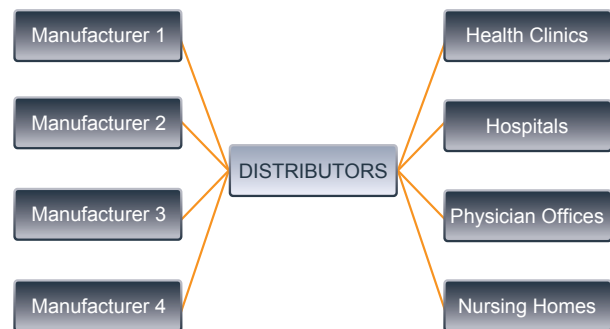 Manufacturer 1
Manufacturer 2
Manufacturer 3
Manufacturer 4
DISTRIBUTORS
Health Clinics
Hospitals
Physician Offices
Nursing Homes